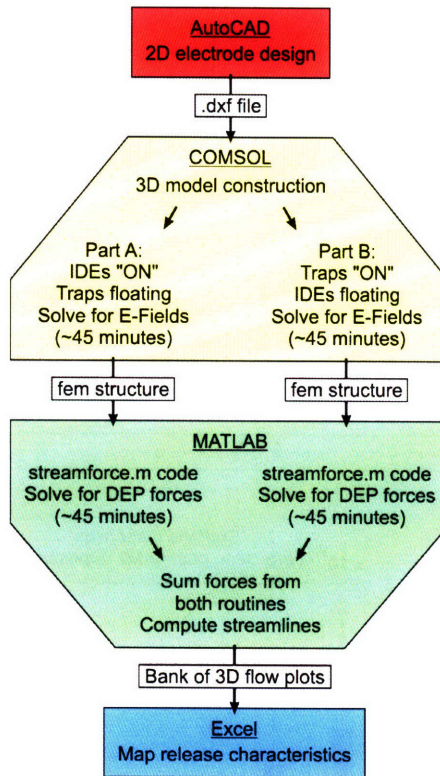 AutoCAD
2D electrode design
.dxf file
COMSOL
3D model construction
Part A:
IDEs "ON"
Traps floating
Solve for E-Fields
(~45 minutes)
Part B:
Traps "ON"
IDEs floating
Solve for E-Fields
(~45 minutes)
fem structure
fem structure
MATLAB
streamforce.m code
Solve for DEP forces
(~45 minutes)
streamforce.m code
Solve for DEP forces
(~45 minutes)
Sum forces from
both routines
Compute streamlines
Bank of 3D flow plots
Excel
Map release characteristics